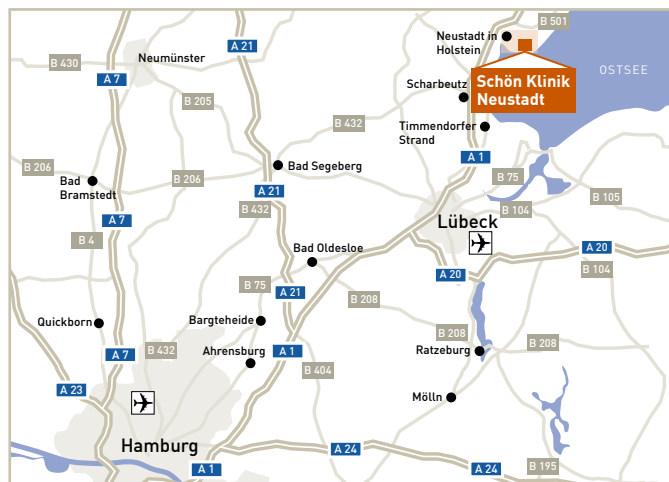 B 501
Neustadt in
Holstein
A 21
Neumünster
B 430
A 7
OSTSEE
Schön Klinik
Neustadt
Scharbeutz
B 205
B 432
Timmendorfer
Strand
A 1
Bad Segeberg
B 206
B 206
B 75
Bad
Bramstedt
A 21
B 105
B 432
B 104
A 7
Lübeck
B 4
Bad Oldesloe
A 20
A 20
B 104
B 75
A 21
B 208
Quickborn
Bargteheide
B 208
B 208
A 7
B 432
Ahrensburg
A 1
Ratzeburg
B 404
A 23
Mölln
Hamburg
A 24
A 1
A 24
B 195